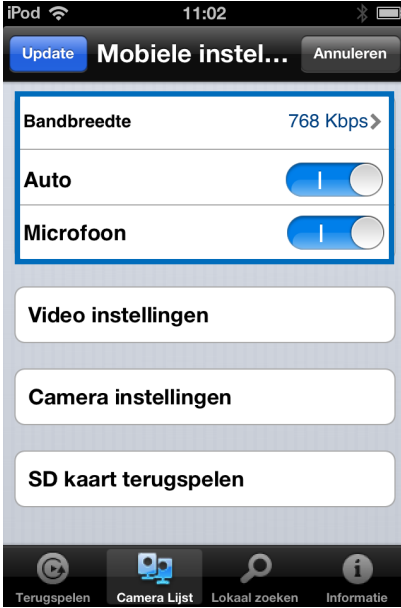 iPod 11:02
Update Mobiele instel... Annuleren
Bandbreedte 768 Kbps
Auto
Microfoon
Video instellingen
Camera instellingen
SD kaart terugspelen
Terugspelen Camera Lijst Lokaal zoeken Informatie